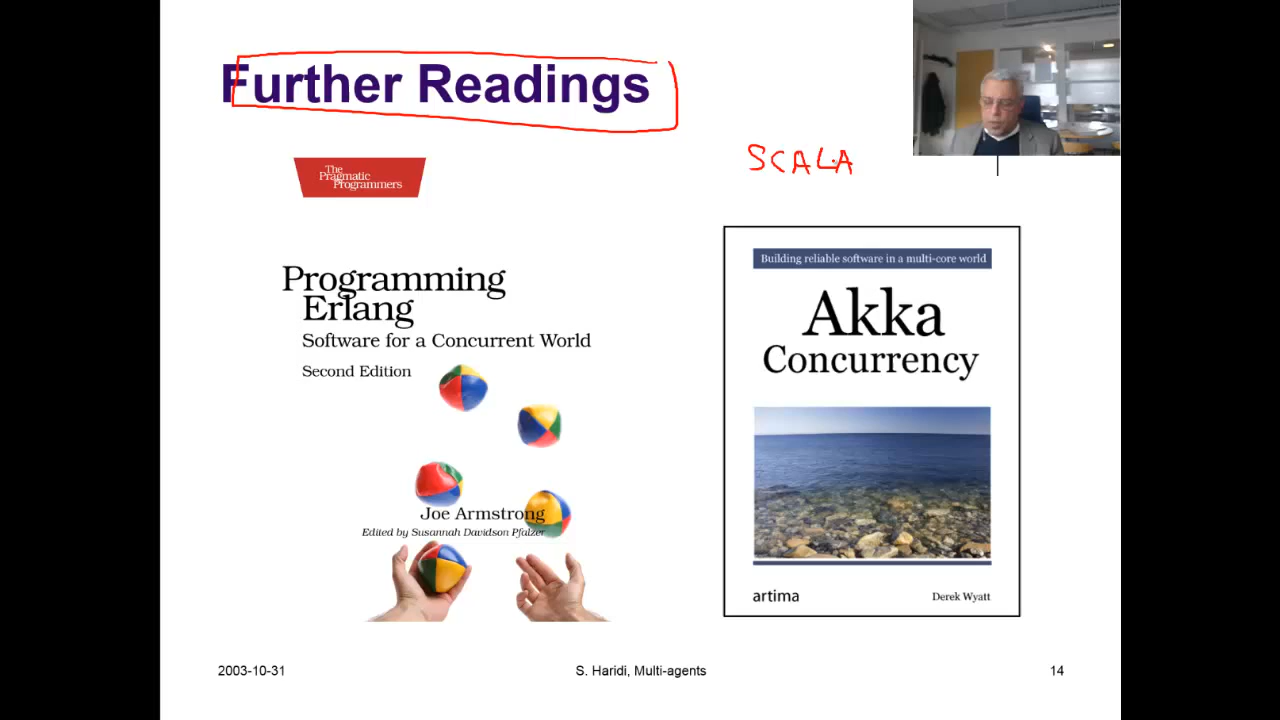 Further Readings
SCALA
The
Pragmatic
Programmers
Programming
Erlang
Software for a Concurrent World
Second Edition
Joe Armstrong
Edited by Susannah Davidson Pfalzer
Building reliable software in a multi-core world
Akka
Concurrency
artima
Derek Wyatt
2003-10-31
S. Haridi, Multi-agents
14